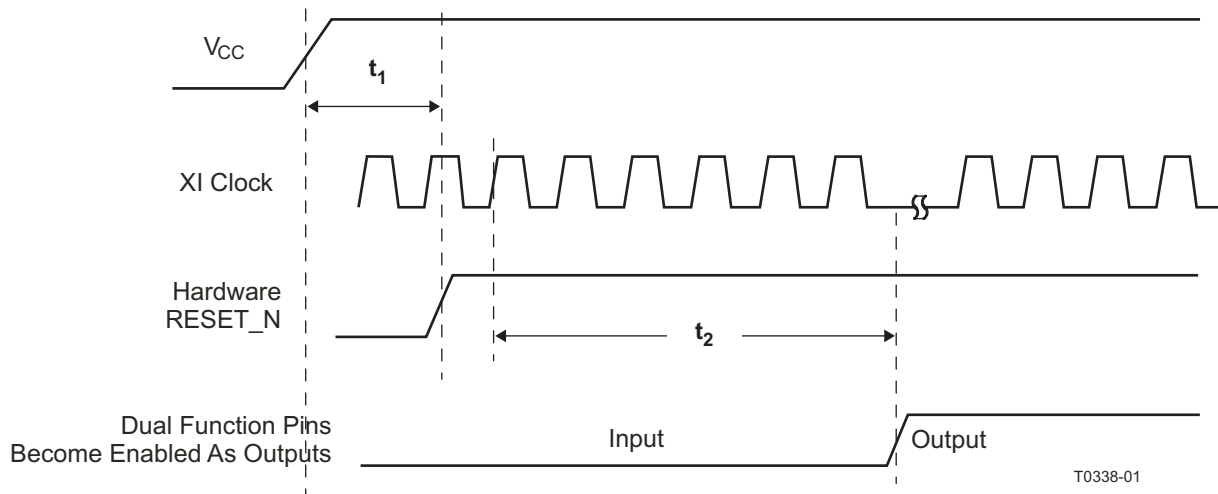 VCC
t1
XI Clock
Hardware
RESET_N
t2
Dual Function Pins
Become Enabled As Outputs
Input
Output
T0338-01